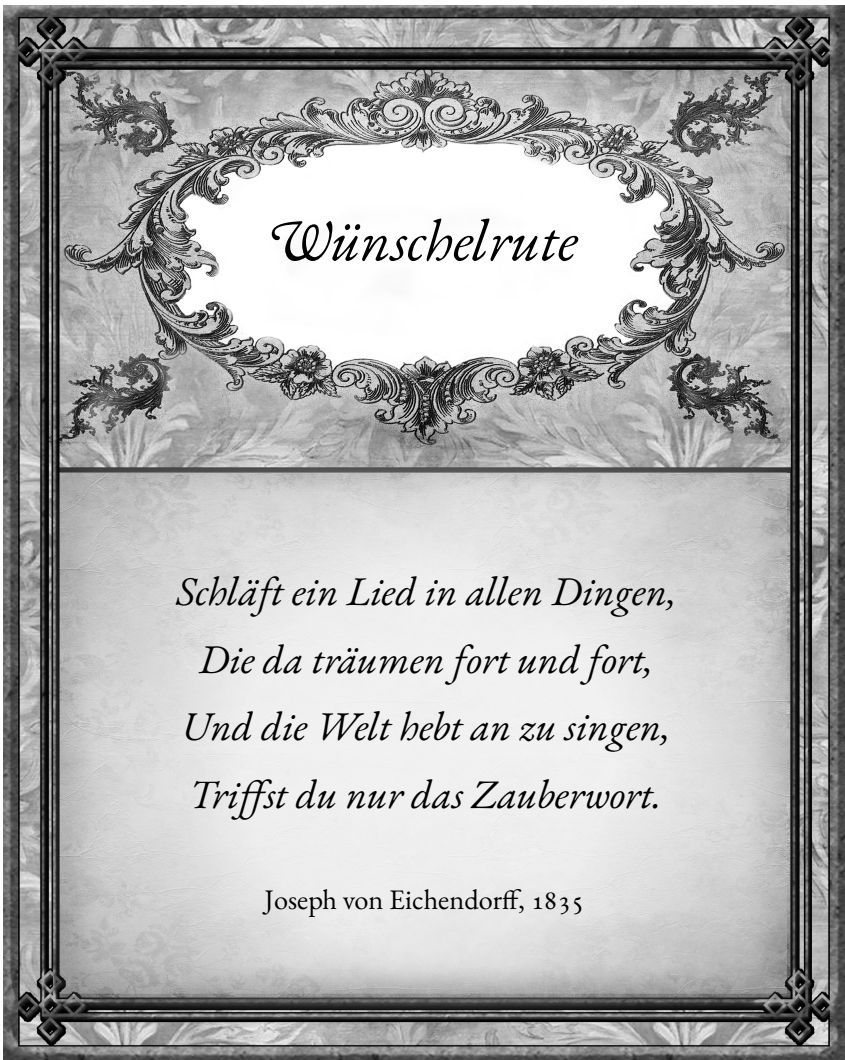 Wünschelrute
Schläft ein Lied in allen Dingen,
Die da träumen fort und fort,
Und die Welt hebt an zu singen,
Triffst du nur das Zauberwort.
Joseph von Eichendorff, 1835